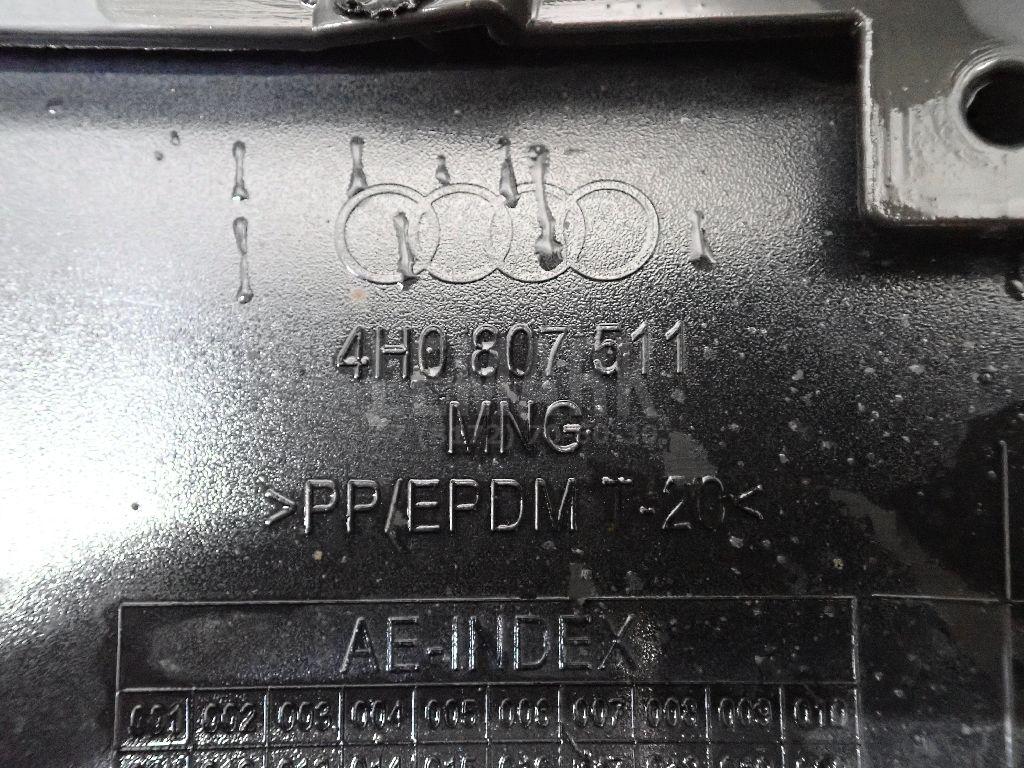 4H0 807 511
MNG
>PP/EPDM T-20<
AE-INDEX
001 002 003 004 005 006 007 008 009 010